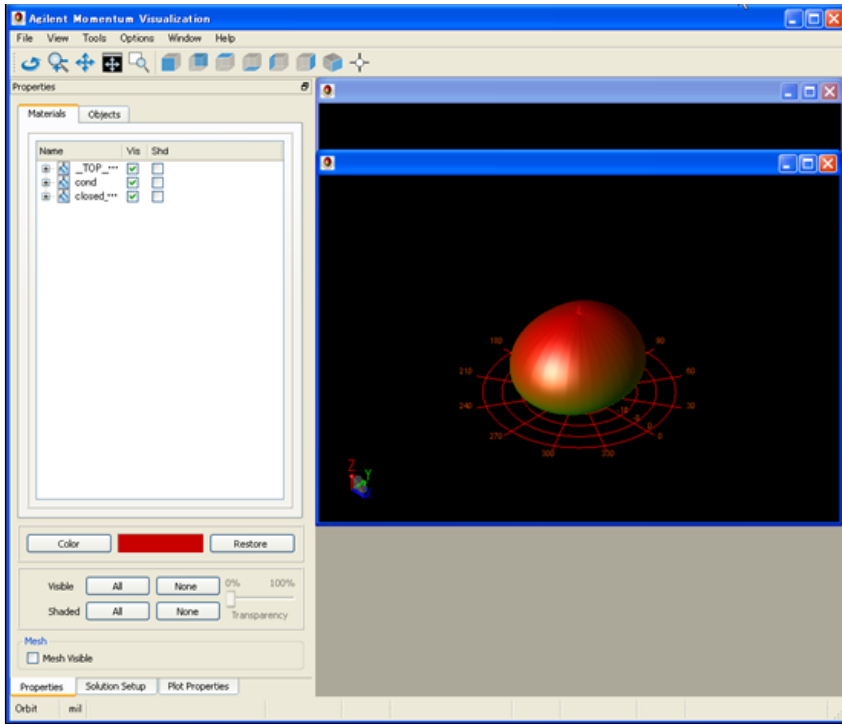 Agilent Momentum Visualization
File View Tools Options Window Help
Properties
Materials Objects
Name Vis Shd
_TOP_...
cond
closed_...
Color Restore
Visible All None 0% 100%
Shaded All None Transparency
Mesh
Mesh Visible
Properties Solution Setup Plot Properties
Orbit mil
180 90
210 60
240 30
270 0
300 330
Z
Y